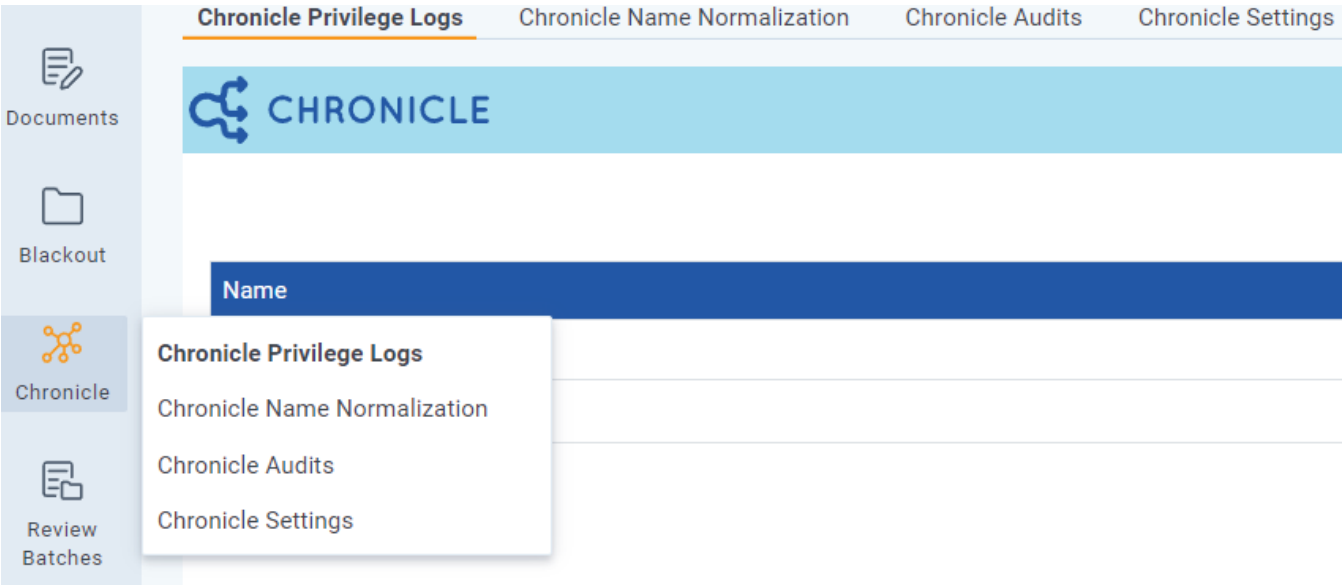 Chronicle Privilege Logs
Chronicle Name Normalization
Chronicle Audits
Chronicle Settings
CHRONICLE
Documents
Blackout
Name
Chronicle
Chronicle Privilege Logs
Chronicle Name Normalization
Chronicle Audits
Chronicle Settings
Review
Batches